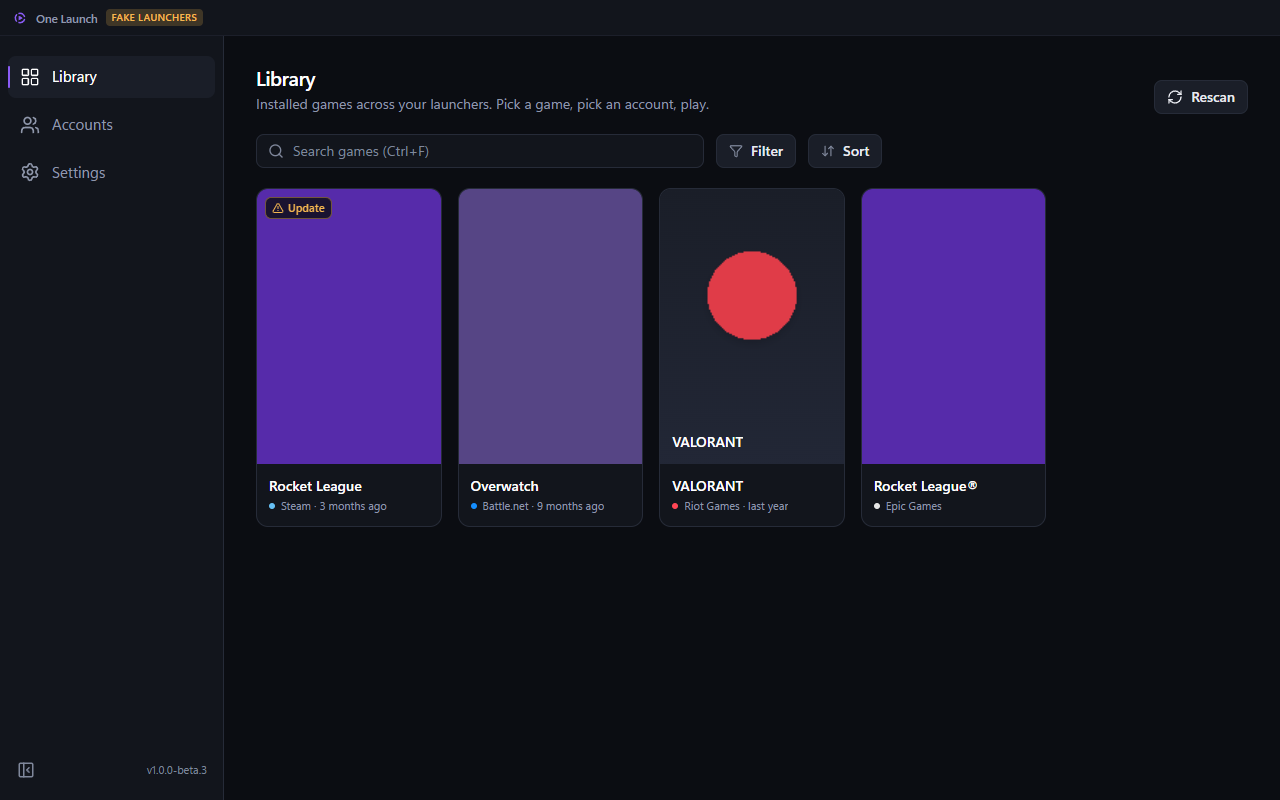 One Launch FAKE LAUNCHERS
Library
Accounts
Settings
v1.0.0-beta.3
Library
Installed games across your launchers. Pick a game, pick an account, play.
Rescan
Search games (Ctrl+F)
Filter
Sort
Update
Rocket League
Steam · 3 months ago
Overwatch
Battle.net · 9 months ago
VALORANT
VALORANT
Riot Games · last year
Rocket League®
Epic Games